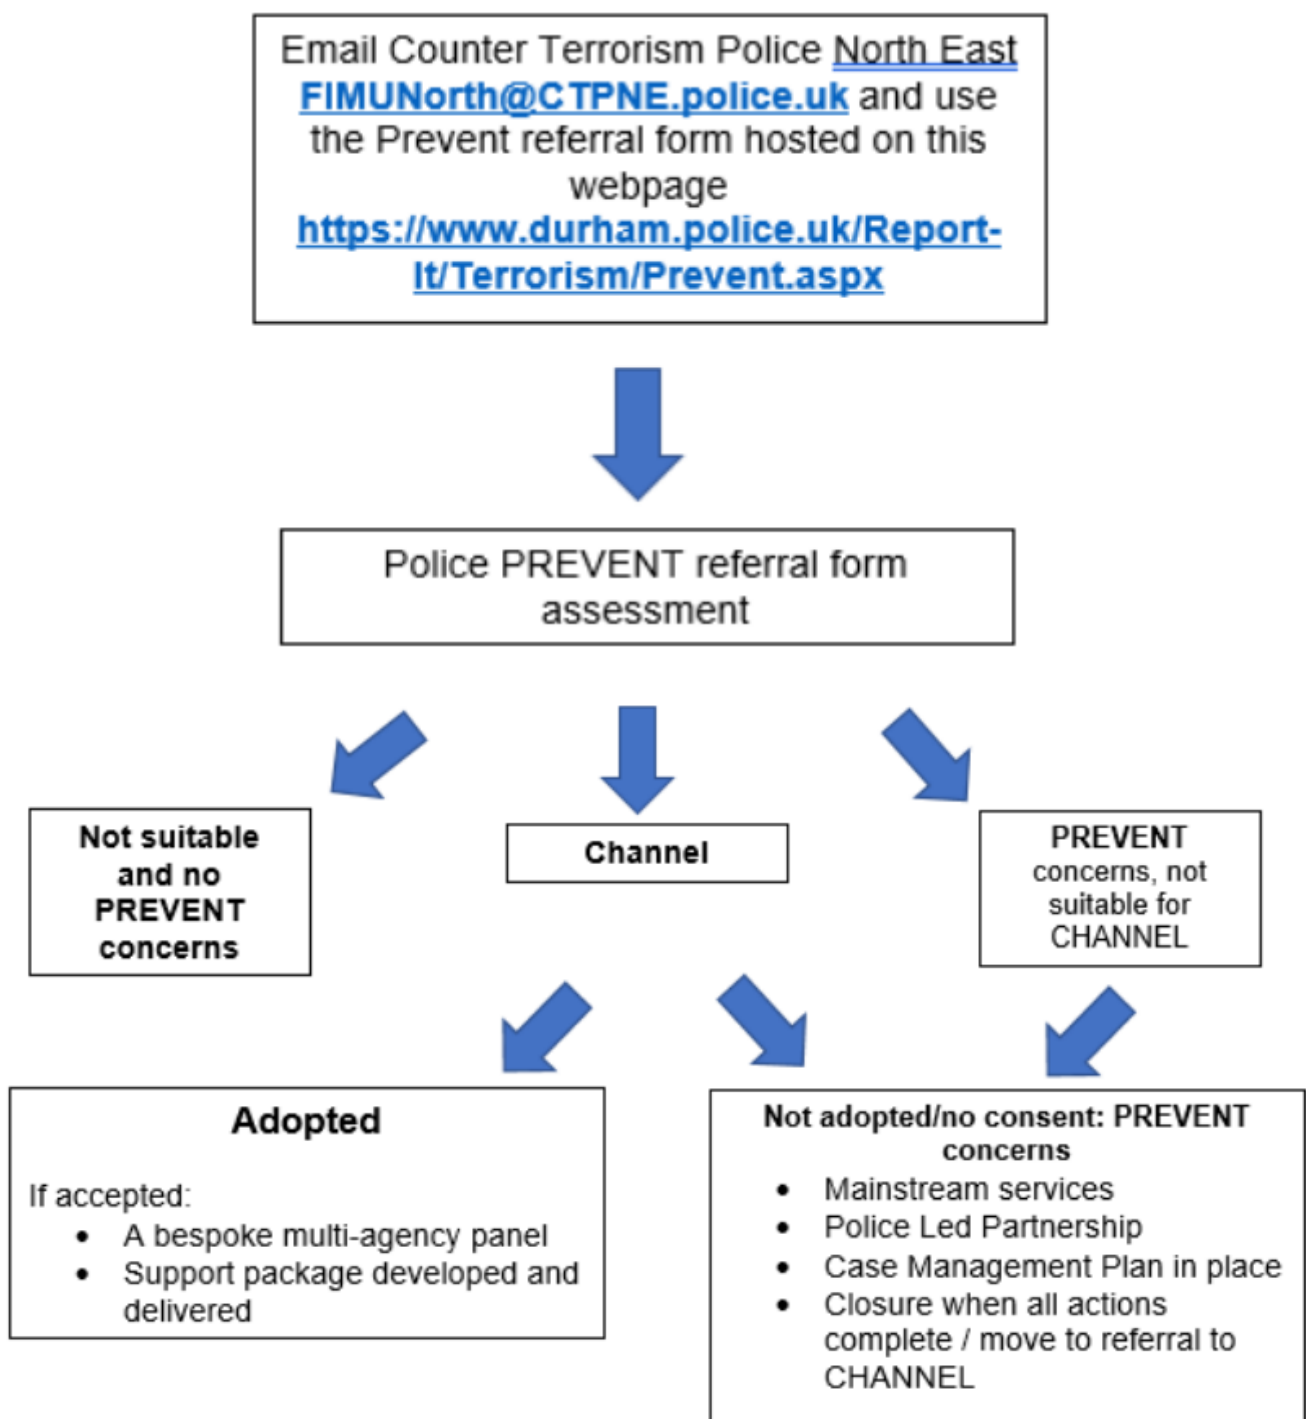 Email Counter Terrorism Police North East
FIMUNorth@CTPNE.police.uk and use
the Prevent referral form hosted on this
webpage
https://www.durham.police.uk/Report-
It/Terrorism/Prevent.aspx
Police PREVENT referral form
assessment
Not suitable
and no
PREVENT
concerns
Channel
PREVENT
concerns, not
suitable for
CHANNEL
Adopted
If accepted:
• A bespoke multi-agency panel
• Support package developed and
delivered
Not adopted/no consent: PREVENT
concerns
• Mainstream services
• Police Led Partnership
• Case Management Plan in place
• Closure when all actions
complete / move to referral to
CHANNEL